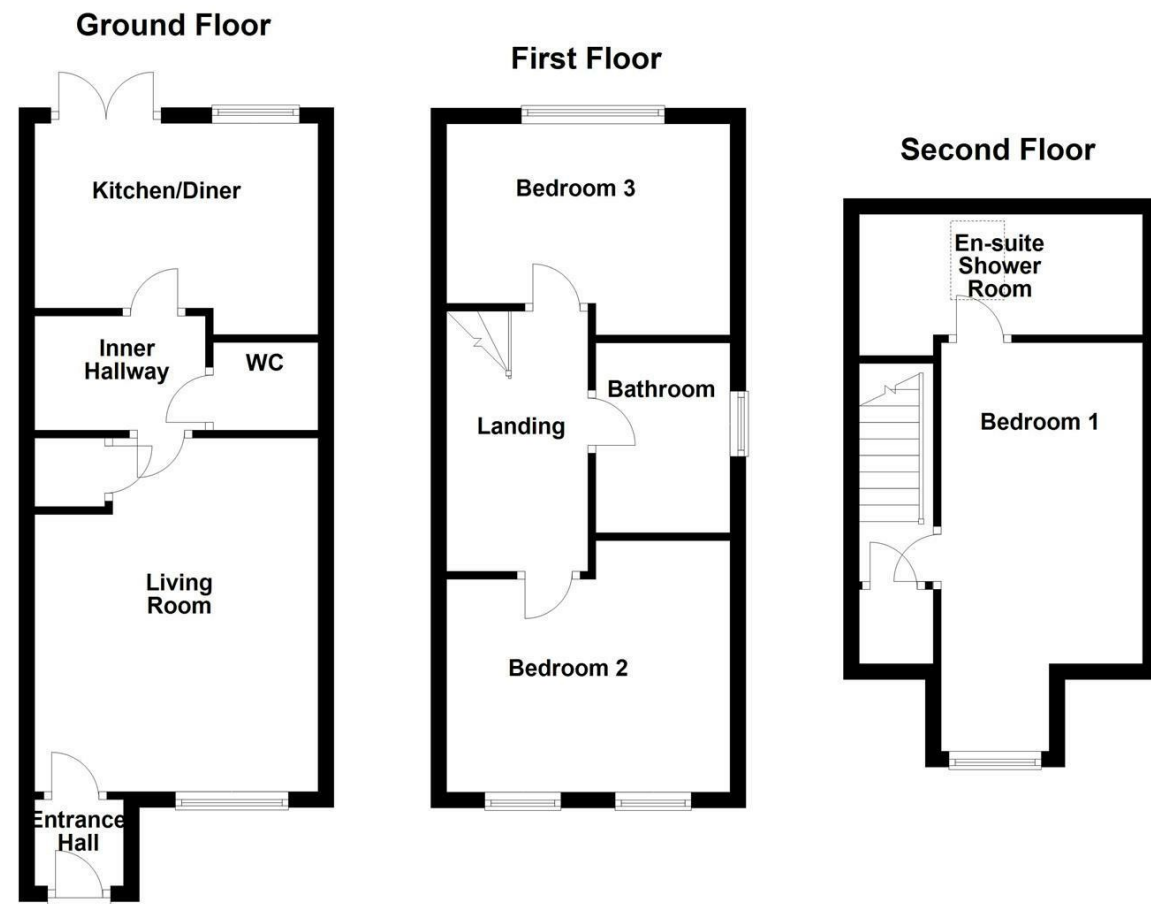 Ground Floor
Kitchen/Diner
Inner
Hallway
WC
Living
Room
Entrance
Hall
First Floor
Bedroom 3
Landing
Bathroom
Bedroom 2
Second Floor
En-suite
Shower
Room
Bedroom 1